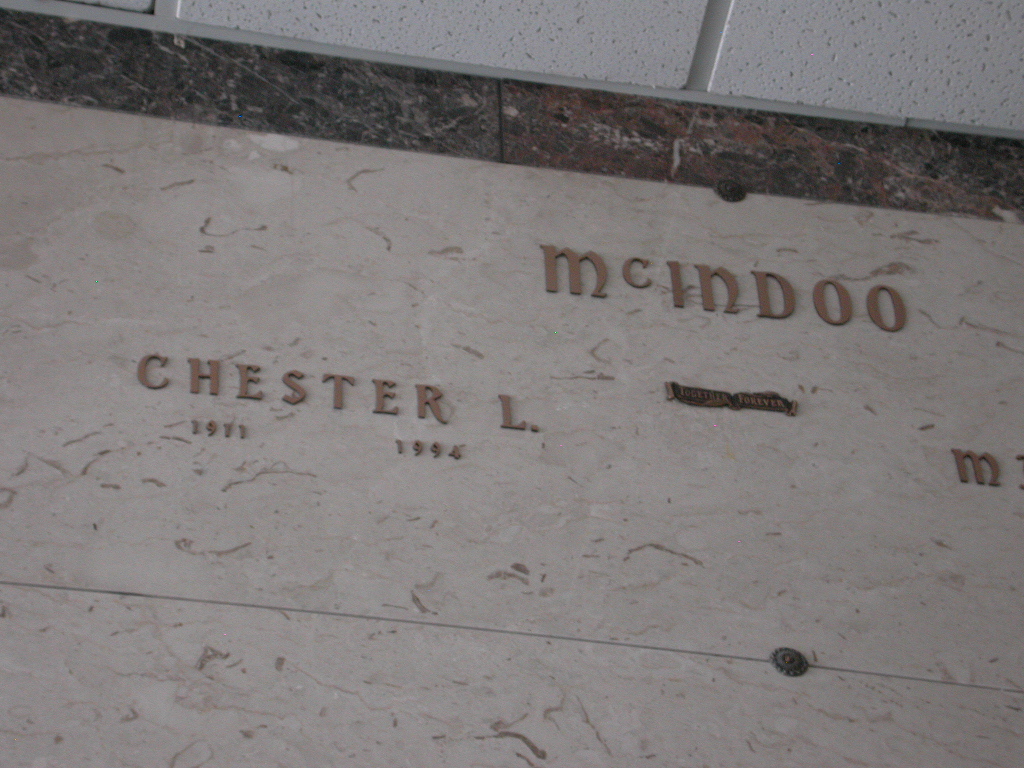 McINDOO
TOGETHER FOREVER
CHESTER L.
1911 1994
M